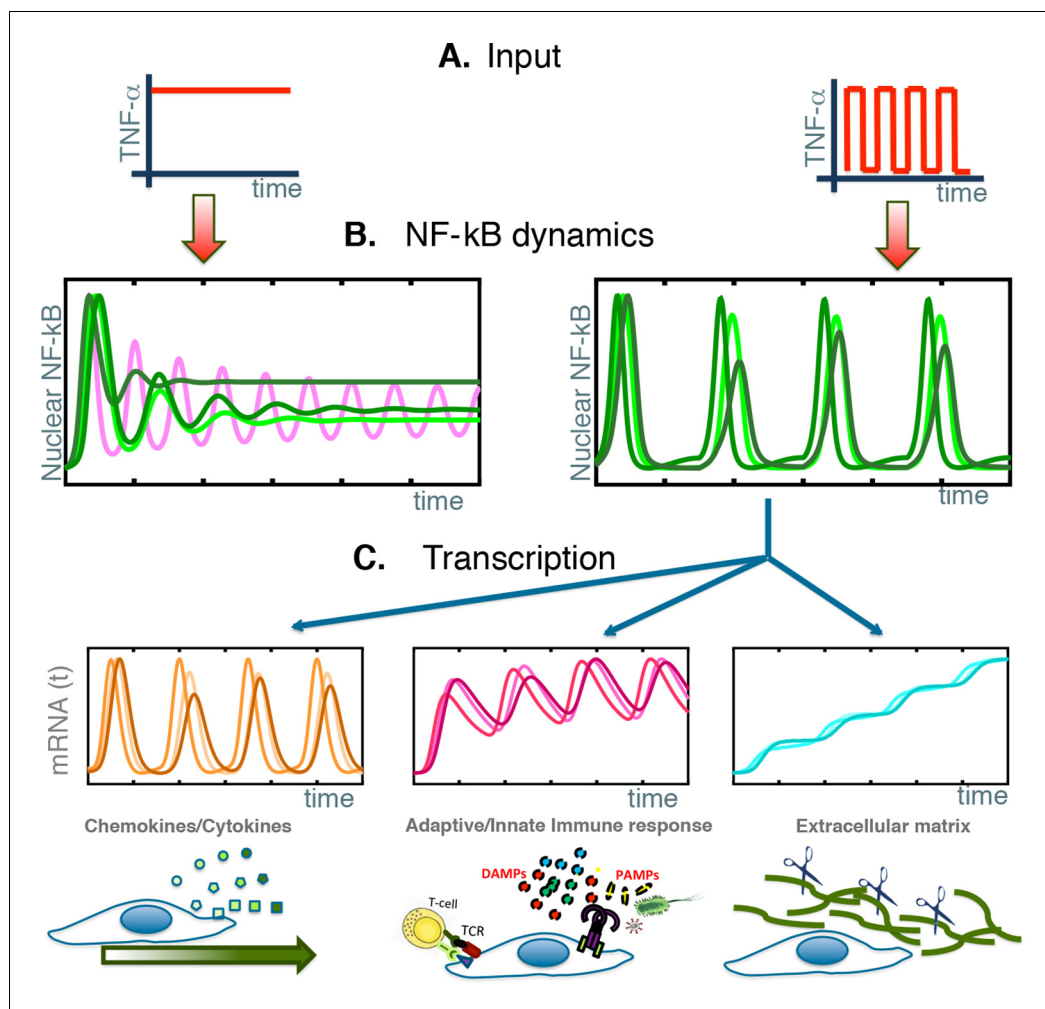 A. Input
TNF-α
time
TNF-α
time
B. NF-kB dynamics
Nuclear NF-kB
time
Nuclear NF-kB
time
C. Transcription
mRNA (t)
time
time
time
Chemokines/Cytokines
Adaptive/Innate Immune response
Extracellular matrix
DAMPs
PAMPs
T-cell
TCR